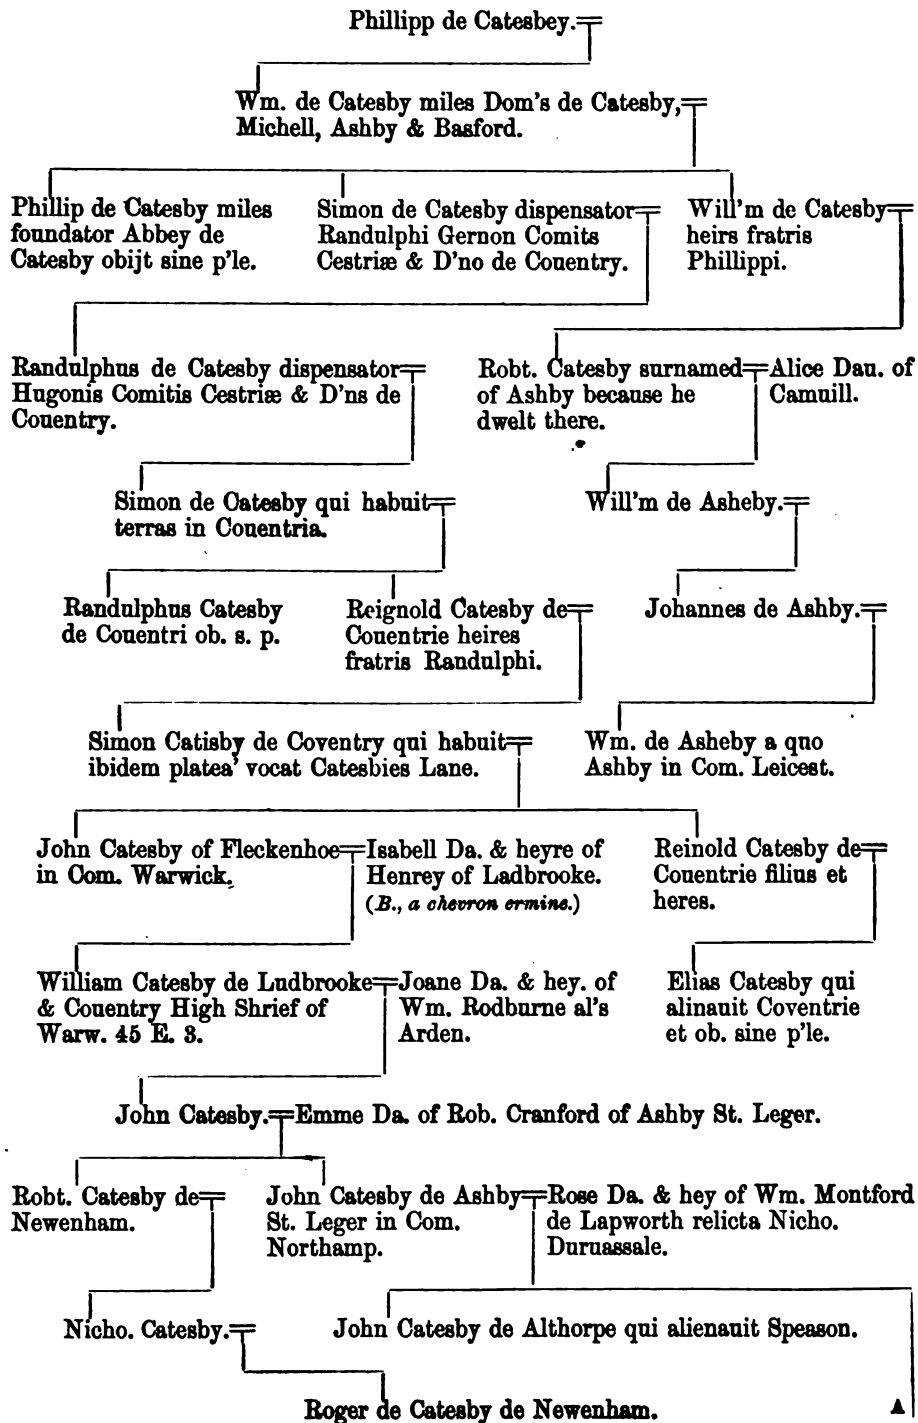 Phillipp de Catesbey.
Wm. de Catesby miles Dom's de Catesby,
Michell, Ashby & Basford.
Phillip de Catesby miles
foundator Abbey de
Catesby obijt sine p'le.
Simon de Catesby dispensator
Randulphi Gernon Comits
Cestriæ & D'no de Couentry.
Will'm de Catesby
heirs fratris
Phillippi.
Randulphus de Catesby dispensator
Hugonis Comitis Cestriæ & D'ns de
Couentry.
Robt. Catesby surnamed
of Ashby because he
dwelt there.
Alice Dau. of
Camuill.
Simon de Catesby qui habuit
terras in Couentria.
Will'm de Asheby.
Randulphus Catesby
de Couentri ob. s. p.
Reignold Catesby de
Couentrie heires
fratris Randulphi.
Johannes de Ashby.
Simon Catisby de Coventry qui habuit
ibidem platea' vocat Catesbies Lane.
Wm. de Asheby a quo
Ashby in Com. Leicest.
John Catesby of Fleckenhoe
in Com. Warwick.
Isabell Da. & heyre of
Henrey of Ladbrooke.
(B., a chevron ermine.)
Reinold Catesby de
Couentrie filius et
heres.
William Catesby de Ludbrooke
& Couentry High Shrief of
Warw. 45 E. 3.
Joane Da. & hey. of
Wm. Rodburne al's
Arden.
Elias Catesby qui
alinauit Coventrie
et ob. sine p'le.
John Catesby.
Emme Da. of Rob. Cranford of Ashby St. Leger.
Robt. Catesby de
Newenham.
John Catesby de Ashby
St. Leger in Com.
Northamp.
Rose Da. & hey of Wm. Montford
de Lapworth relicta Nicho.
Duruassale.
Nicho. Catesby.
John Catesby de Althorpe qui alienauit Speason.
Roger de Catesby de Newenham.
A